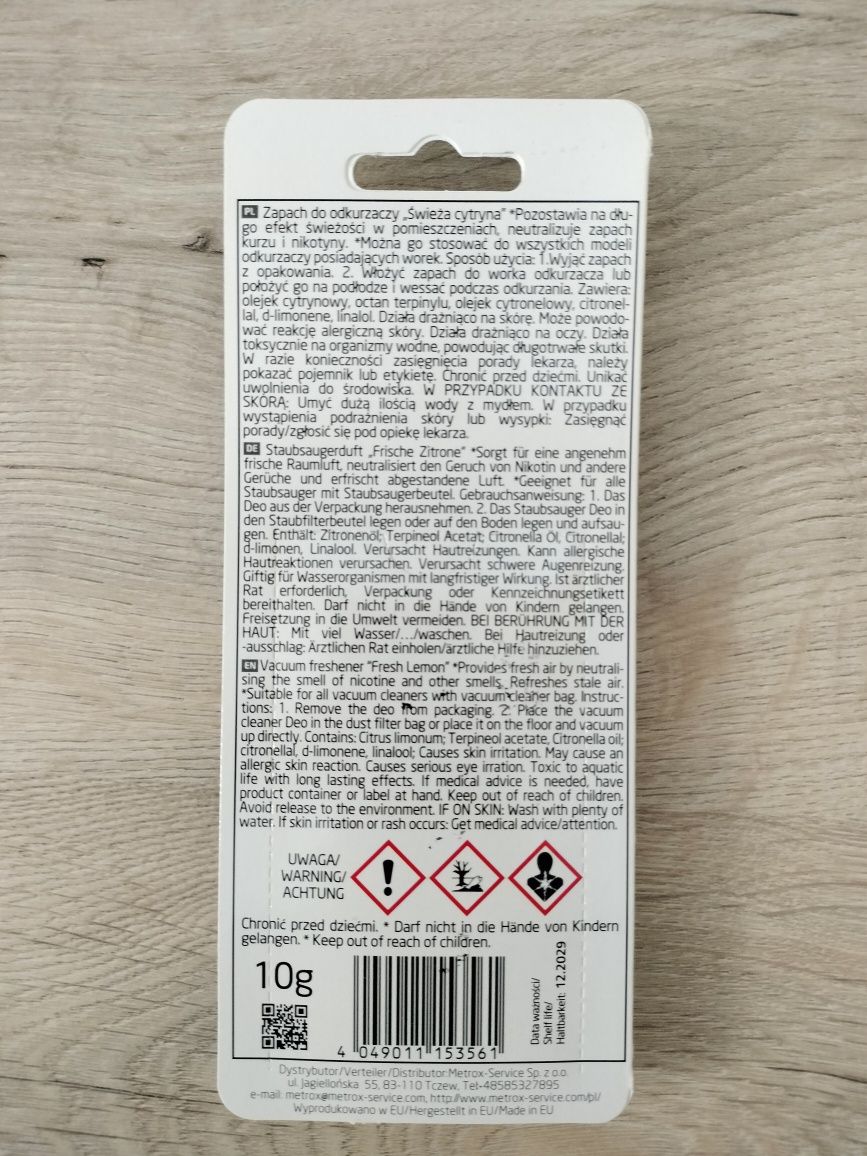 PL Zapach do odkurzaczy „Świeża cytryna" *Pozostawia na dłu-
go efekt świeżości w pomieszczeniach, neutralizuje zapach
kurzu i nikotyny. *Można go stosować do wszystkich modeli
odkurzaczy posiadających worek. Sposób użycia: 1.Wyjąć zapach
z opakowania. 2. Włożyć zapach do worka odkurzacza lub
położyć go na podłodze i wessać podczas odkurzania. Zawiera:
olejek cytrynowy, octan terpinylu, olejek cytronelowy, citronel-
lal, d-limonene, linalol. Działa drażniąco na skórę. Może powodo-
wać reakcję alergiczną skóry. Działa drażniąco na oczy. Działa
toksycznie na organizmy wodne, powodując długotrwałe skutki.
W razie konieczności zasięgnięcia porady lekarza, należy
pokazać pojemnik lub etykietę. Chronić przed dziećmi. Unikać
uwolnienia do środowiska. W PRZYPADKU KONTAKTU ZE
SKÓRĄ: Umyć dużą ilością wody z mydłem. W przypadku
wystąpienia podrażnienia skóry lub wysypki: Zasięgnąć
porady/zgłosić się pod opiekę lekarza.
DE Staubsaugerduft „Frische Zitrone" *Sorgt für eine angenehm
frische Raumluft, neutralisiert den Geruch von Nikotin und andere
Gerüche und erfrischt abgestandene Luft. *Geeignet für alle
Staubsauger mit Staubsaugerbeutel. Gebrauchsanweisung: 1. Das
Deo aus der Verpackung herausnehmen. 2. Das Staubsauger Deo in
den Staubfilterbeutel legen oder auf den Boden legen und aufsau-
gen. Enthält: Zitronenöl; Terpineol Acetat; Citronella Öl, Citronellal;
d-limonen, Linalool. Verursacht Hautreizungen. Kann allergische
Hautreaktionen verursachen. Verursacht schwere Augenreizung.
Giftig für Wasserorganismen mit langfristiger Wirkung. Ist ärztlicher
Rat erforderlich, Verpackung oder Kennzeichnungsetikett
bereithalten. Darf nicht in die Hände von Kindern gelangen.
Freisetzung in die Umwelt vermeiden. BEI BERÜHRUNG MIT DER
HAUT: Mit viel Wasser/.../waschen. Bei Hautreizung oder
-ausschlag: Ärztlichen Rat einholen/ärztliche Hilfe hinzuziehen.
EN Vacuum freshener "Fresh Lemon" *Provides fresh air by neutrali-
sing the smell of nicotine and other smells. Refreshes stale air.
*Suitable for all vacuum cleaners with vacuum cleaner bag. Instruc-
tions: 1. Remove the deo from packaging. 2. Place the vacuum
cleaner Deo in the dust filter bag or place it on the floor and vacuum
up directly. Contains: Citrus limonum; Terpineol acetate, Citronella oil;
citronellal, d-limonene, linalool; Causes skin irritation. May cause an
allergic skin reaction. Causes serious eye irration. Toxic to aquatic
life with long lasting effects. If medical advice is needed, have
product container or label at hand. Keep out of reach of children.
Avoid release to the environment. IF ON SKIN: Wash with plenty of
water. If skin irritation or rash occurs: Get medical advice/attention.
UWAGA/
WARNING/
ACHTUNG
Chronić przed dziećmi. * Darf nicht in die Hände von Kindern
gelangen. * Keep out of reach of children.
10g
Data ważności/
Shelf life/
Haltbarkeit: 12.2029
4 049011 153561
Dystrybutor/Verteiler/Distributor:Metrox-Service Sp. z o.o.
ul. Jagiellońska 55, 83-110 Tczew, Tel+48585327895
e-mail: metrox@metrox-service.com, http://www.metrox-service.com/pl/
Wyprodukowano w EU/Hergestellt in EU/Made in EU